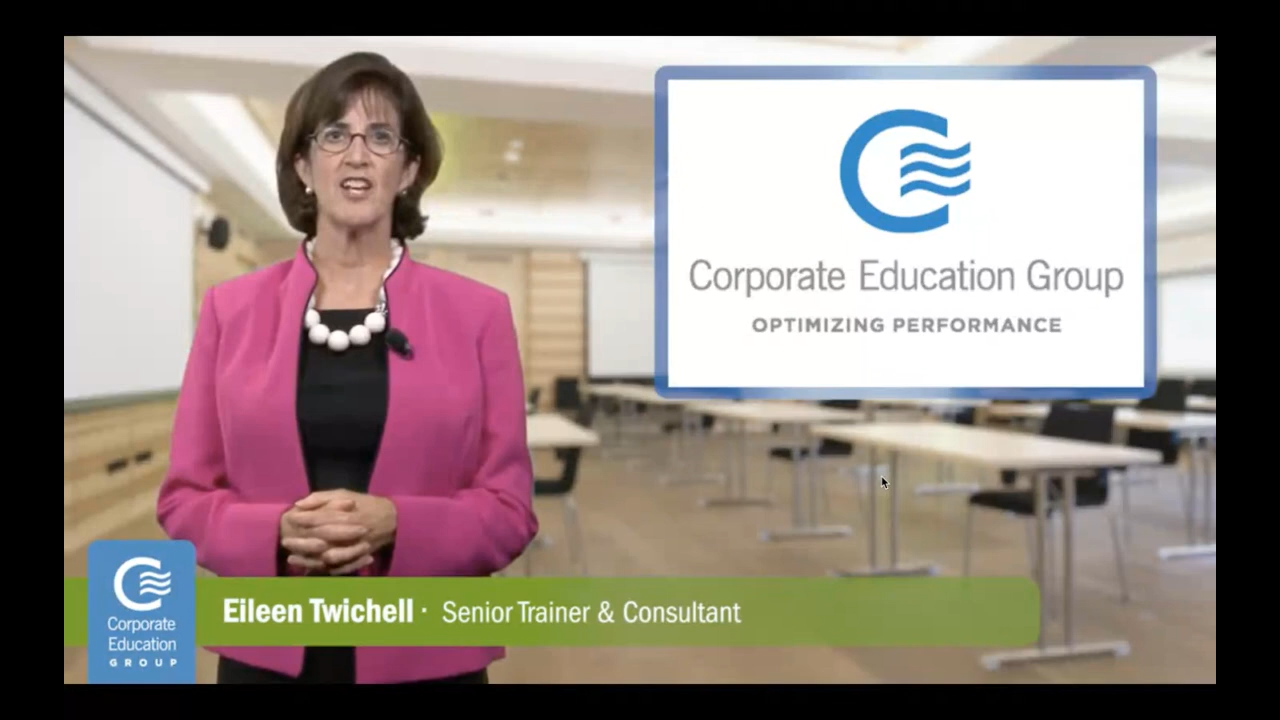 Corporate Education Group
OPTIMIZING PERFORMANCE
Eileen Twichell · Senior Trainer & Consultant
Corporate
Education
GROUP